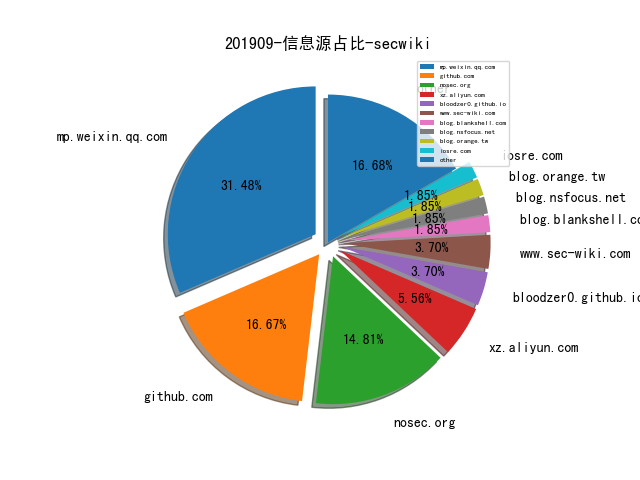 201909-信息源占比-secwiki
mp.weixin.qq.com
github.com
nosec.org
xz.aliyun.com
bloodzer0.github.io
www.sec-wiki.com
blog.blankshell.com
blog.nsfocus.net
blog.orange.tw
iosre.com
other
mp.weixin.qq.com
31.48%
16.68%
iosre.com
1.85%
blog.orange.tw
1.85%
blog.nsfocus.net
1.85%
blog.blankshell.co
1.85%
www.sec-wiki.com
3.70%
bloodzer0.github.io
3.70%
xz.aliyun.com
5.56%
nosec.org
14.81%
github.com
16.67%